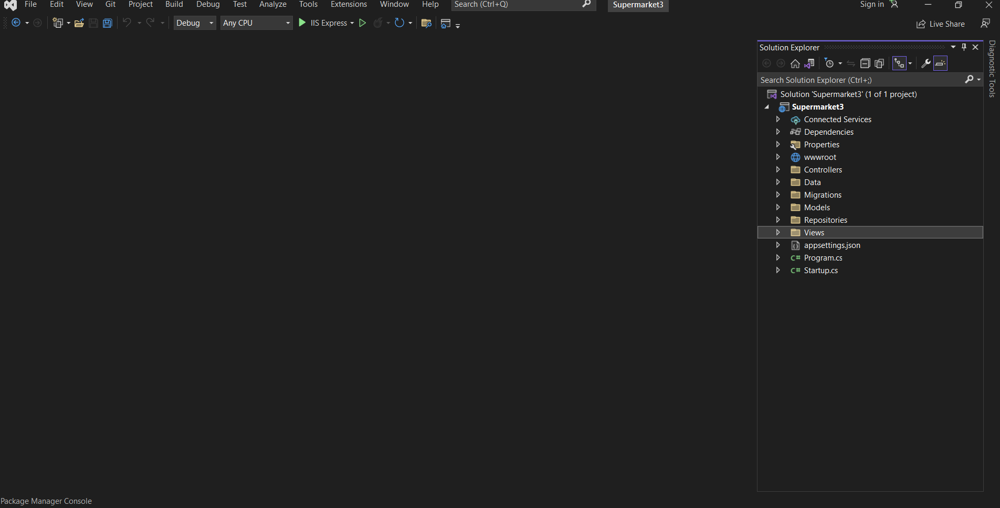 File Edit View Git Project Build Debug Test Analyze Tools Extensions Window Help Search (Ctrl+Q) Supermarket3 Sign in
Debug Any CPU IIS Express Live Share
Solution Explorer
Search Solution Explorer (Ctrl+;)
Solution 'Supermarket3' (1 of 1 project)
Supermarket3
Connected Services
Dependencies
Properties
wwwroot
Controllers
Data
Migrations
Models
Repositories
Views
appsettings.json
C# Program.cs
C# Startup.cs
Diagnostic Tools
Package Manager Console